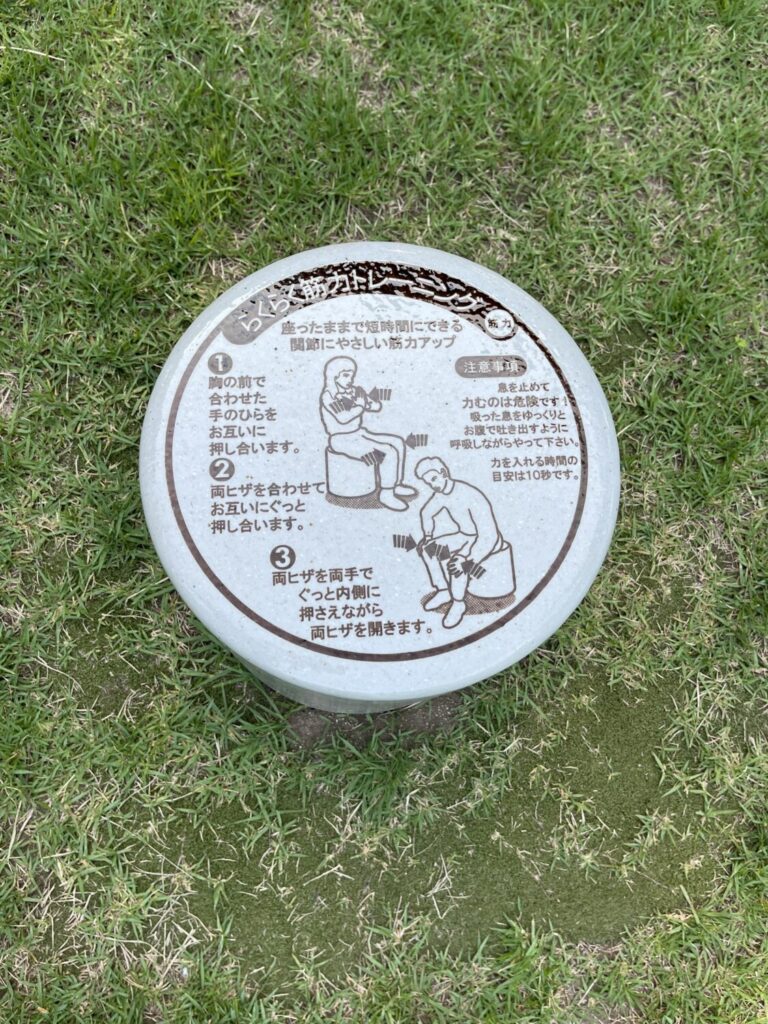 らくらく筋力トレーニング
筋力
座ったままで短時間にできる
関節にやさしい筋力アップ
1
胸の前で
合わせた
手のひらを
お互いに
押し合います。
2
両ヒザを合わせて
お互いにぐっと
押し合います。
3
両ヒザを両手で
ぐっと内側に
押さえながら
両ヒザを開きます。
注意事項
息を止めて
力むのは危険です!
吸った息をゆっくりと
お腹で吐き出すように
呼吸しながらやって下さい。
力を入れる時間の
目安は10秒です。